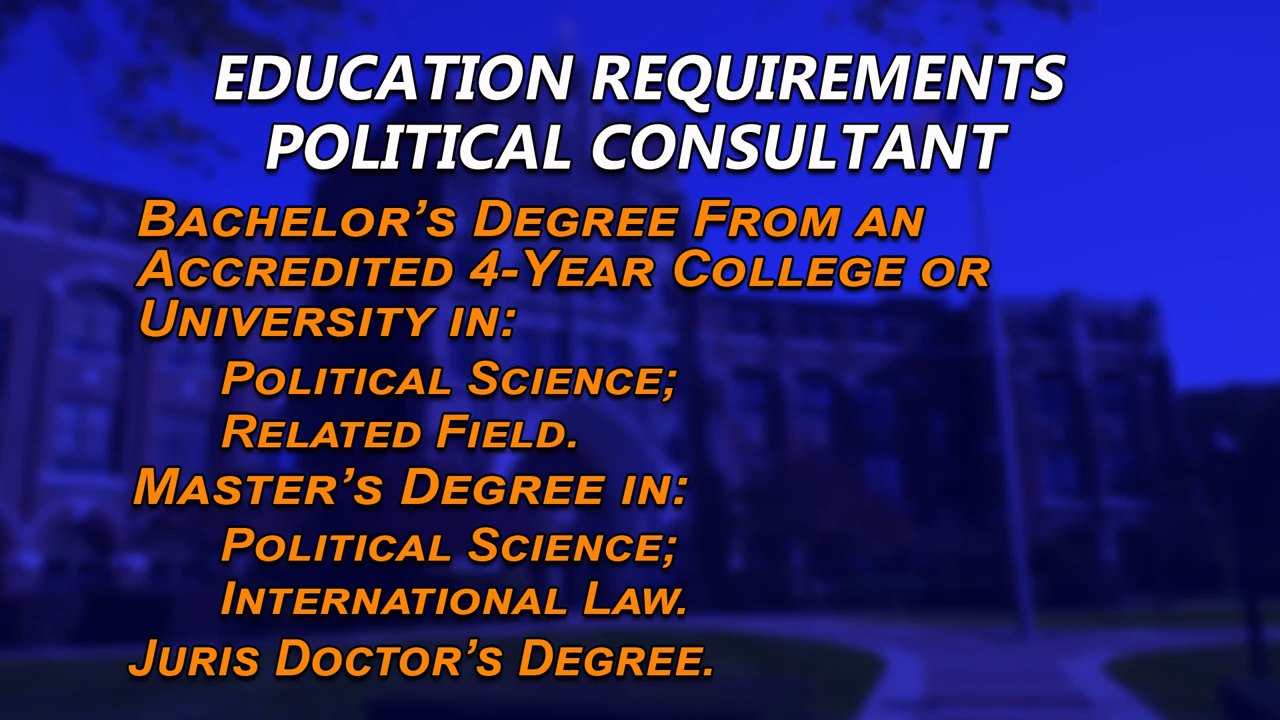 EDUCATION REQUIREMENTS
POLITICAL CONSULTANT
Bachelor’s Degree From an
Accredited 4-Year College or
University in:
Political Science;
Related Field.
Master’s Degree in:
Political Science;
International Law.
Juris Doctor’s Degree.